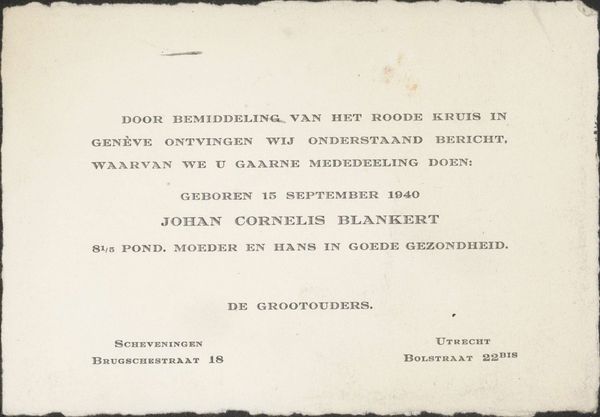 DOOR BEMIDDELING VAN HET ROODE KRUIS IN
GENÈVE ONTVINGEN WIJ ONDERSTAAND BERICHT,
WAARVAN WE U GAARNE MEDEDEELING DOEN:
GEBOREN 15 SEPTEMBER 1940
JOHAN CORNELIS BLANKERT
8 1/5 POND. MOEDER EN HANS IN GOEDE GEZONDHEID.
DE GROOTOUDERS.
SCHEVENINGEN
BRUGSCHESTRAAT 18
UTRECHT
BOLSTRAAT 22BIS